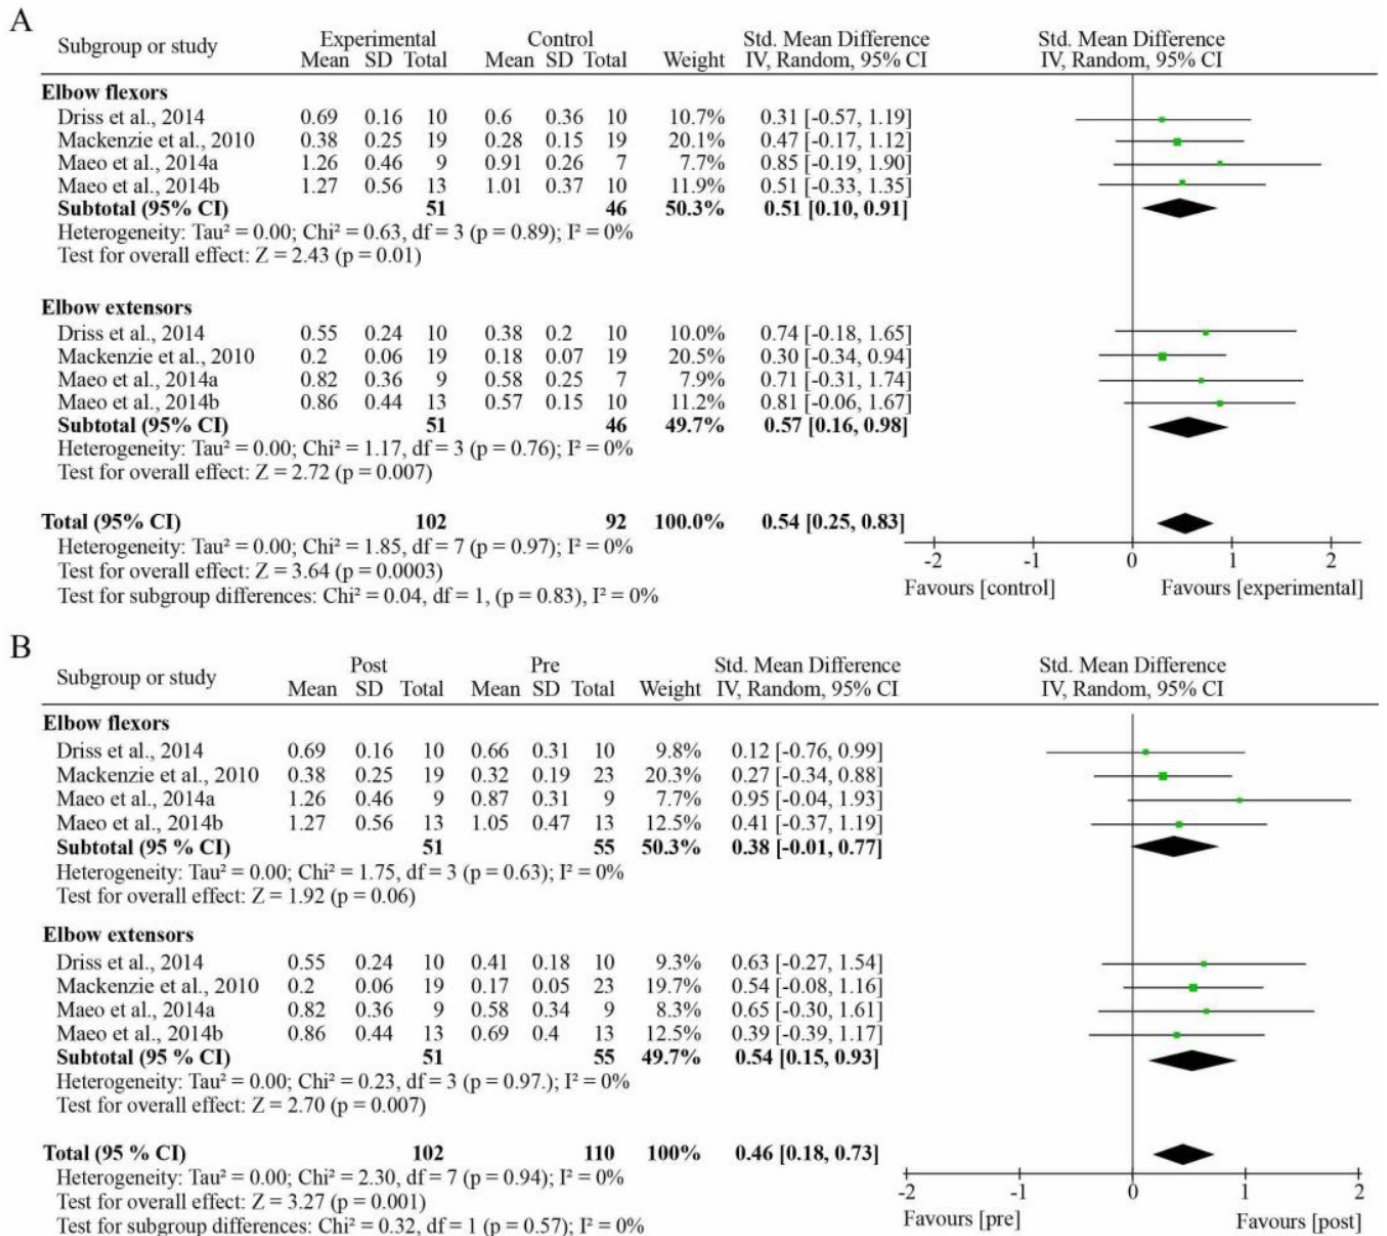 A
Subgroup or study Experimental Control Std. Mean Difference Std. Mean Difference
Mean SD Total Mean SD Total Weight IV, Random, 95% CI IV, Random, 95% CI
Elbow flexors
Driss et al., 2014 0.69 0.16 10 0.6 0.36 10 10.7% 0.31 [-0.57, 1.19]
Mackenzie et al., 2010 0.38 0.25 19 0.28 0.15 19 20.1% 0.47 [-0.17, 1.12]
Maeo et al., 2014a 1.26 0.46 9 0.91 0.26 7 7.7% 0.85 [-0.19, 1.90]
Maeo et al., 2014b 1.27 0.56 13 1.01 0.37 10 11.9% 0.51 [-0.33, 1.35]
Subtotal (95% CI) 51 46 50.3% 0.51 [0.10, 0.91]
Heterogeneity: Tau² = 0.00; Chi² = 0.63, df = 3 (p = 0.89); I² = 0%
Test for overall effect: Z = 2.43 (p = 0.01)
Elbow extensors
Driss et al., 2014 0.55 0.24 10 0.38 0.2 10 10.0% 0.74 [-0.18, 1.65]
Mackenzie et al., 2010 0.2 0.06 19 0.18 0.07 19 20.5% 0.30 [-0.34, 0.94]
Maeo et al., 2014a 0.82 0.36 9 0.58 0.25 7 7.9% 0.71 [-0.31, 1.74]
Maeo et al., 2014b 0.86 0.44 13 0.57 0.15 10 11.2% 0.81 [-0.06, 1.67]
Subtotal (95% CI) 51 46 49.7% 0.57 [0.16, 0.98]
Heterogeneity: Tau² = 0.00; Chi² = 1.17, df = 3 (p = 0.76); I² = 0%
Test for overall effect: Z = 2.72 (p = 0.007)
Total (95% CI) 102 92 100.0% 0.54 [0.25, 0.83]
Heterogeneity: Tau² = 0.00; Chi² = 1.85, df = 7 (p = 0.97); I² = 0%
Test for overall effect: Z = 3.64 (p = 0.0003)
Test for subgroup differences: Chi² = 0.04, df = 1, (p = 0.83), I² = 0%
-2 -1 0 1 2
Favours [control] Favours [experimental]
B
Subgroup or study Post Pre Std. Mean Difference Std. Mean Difference
Mean SD Total Mean SD Total Weight IV, Random, 95% CI IV, Random, 95% CI
Elbow flexors
Driss et al., 2014 0.69 0.16 10 0.66 0.31 10 9.8% 0.12 [-0.76, 0.99]
Mackenzie et al., 2010 0.38 0.25 19 0.32 0.19 23 20.3% 0.27 [-0.34, 0.88]
Maeo et al., 2014a 1.26 0.46 9 0.87 0.31 9 7.7% 0.95 [-0.04, 1.93]
Maeo et al., 2014b 1.27 0.56 13 1.05 0.47 13 12.5% 0.41 [-0.37, 1.19]
Subtotal (95 % CI) 51 55 50.3% 0.38 [-0.01, 0.77]
Heterogeneity: Tau² = 0.00; Chi² = 1.75, df = 3 (p = 0.63); I² = 0%
Test for overall effect: Z = 1.92 (p = 0.06)
Elbow extensors
Driss et al., 2014 0.55 0.24 10 0.41 0.18 10 9.3% 0.63 [-0.27, 1.54]
Mackenzie et al., 2010 0.2 0.06 19 0.17 0.05 23 19.7% 0.54 [-0.08, 1.16]
Maeo et al., 2014a 0.82 0.36 9 0.58 0.34 9 8.3% 0.65 [-0.30, 1.61]
Maeo et al., 2014b 0.86 0.44 13 0.69 0.4 13 12.5% 0.39 [-0.39, 1.17]
Subtotal (95 % CI) 51 55 49.7% 0.54 [0.15, 0.93]
Heterogeneity: Tau² = 0.00; Chi² = 0.23, df = 3 (p = 0.97.); I² = 0%
Test for overall effect: Z = 2.70 (p = 0.007)
Total (95 % CI) 102 110 100% 0.46 [0.18, 0.73]
Heterogeneity: Tau² = 0.00; Chi² = 2.30, df = 7 (p = 0.94); I² = 0%
Test for overall effect: Z = 3.27 (p = 0.001)
Test for subgroup differences: Chi² = 0.32, df = 1 (p = 0.57); I² = 0%
-2 -1 0 1 2
Favours [pre] Favours [post]